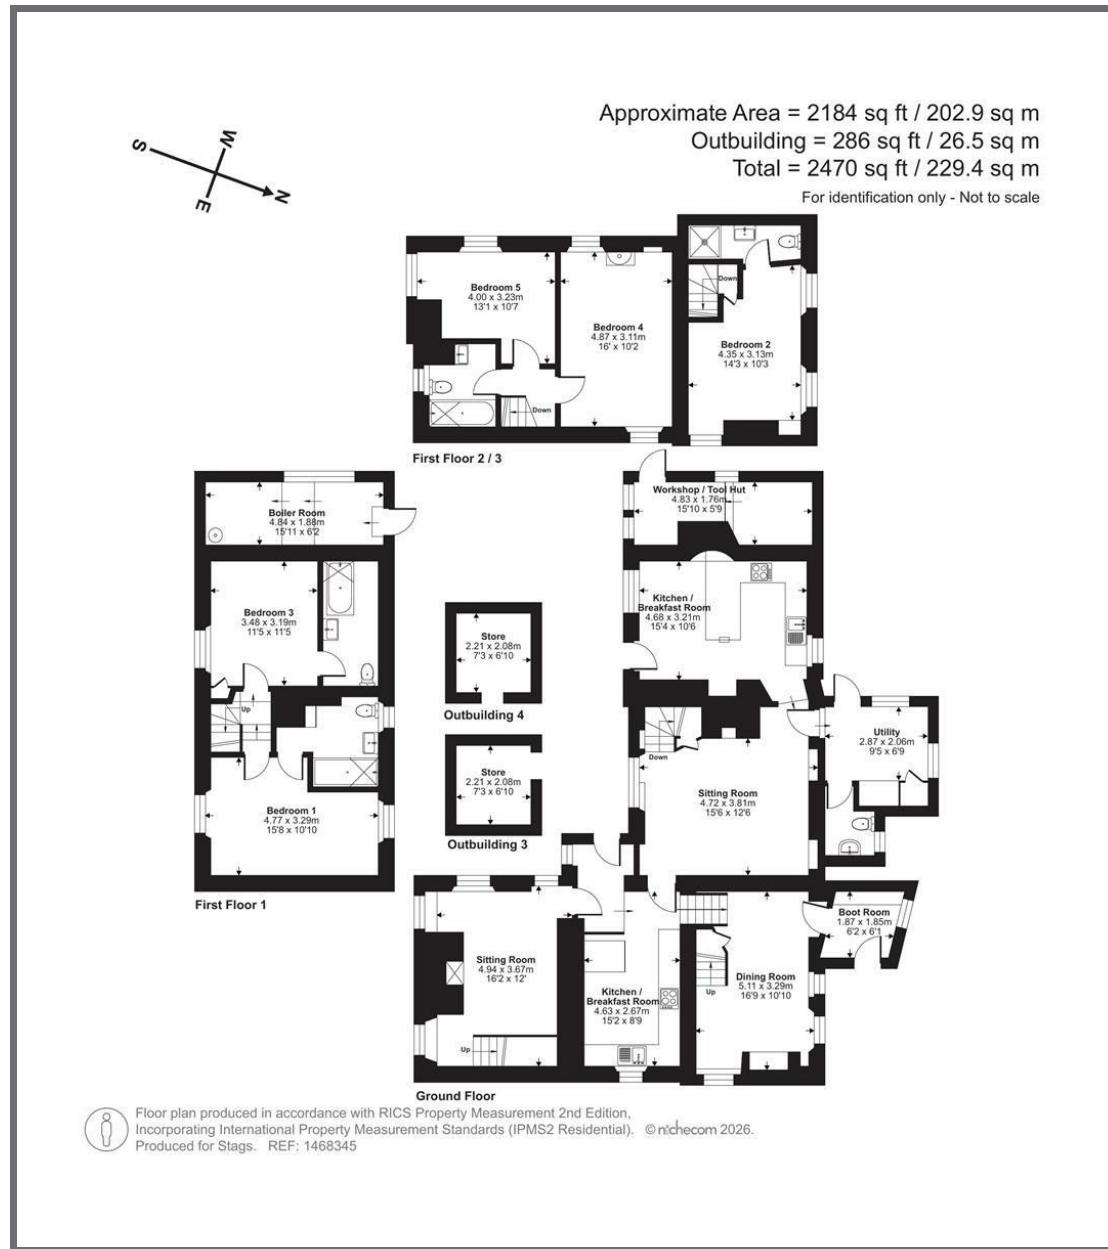 Approximate Area = 2184 sq ft / 202.9 sq m
Outbuilding = 286 sq ft / 26.5 sq m
Total = 2470 sq ft / 229.4 sq m
For identification only - Not to scale
S
W
N
E
Bedroom 5
4.00 x 3.23m
13'1 x 10'7
Bedroom 4
4.87 x 3.11m
16' x 10'2
Down
Down
Bedroom 2
4.35 x 3.13m
14'3 x 10'3
First Floor 2 / 3
Boiler Room
4.84 x 1.88m
15'11 x 6'2
Bedroom 3
3.48 x 3.19m
11'5 x 11'5
Up
Bedroom 1
4.77 x 3.29m
15'8 x 10'10
First Floor 1
Store
2.21 x 2.08m
7'3 x 6'10
Outbuilding 4
Store
2.21 x 2.08m
7'3 x 6'10
Outbuilding 3
Workshop / Tool Hut
4.83 x 1.76m
15'10 x 5'9
Kitchen /
Breakfast Room
4.68 x 3.21m
15'4 x 10'6
Utility
2.87 x 2.06m
9'5 x 6'9
Down
Sitting Room
4.72 x 3.81m
15'6 x 12'6
Boot Room
1.87 x 1.85m
6'2 x 6'1
Sitting Room
4.94 x 3.67m
16'2 x 12'
Up
Kitchen /
Breakfast Room
4.63 x 2.67m
15'2 x 8'9
Dining Room
5.11 x 3.29m
16'9 x 10'10
Up
Ground Floor
Floor plan produced in accordance with RICS Property Measurement 2nd Edition,
Incorporating International Property Measurement Standards (IPMS2 Residential). © nichecom 2026.
Produced for Stags. REF: 1468345